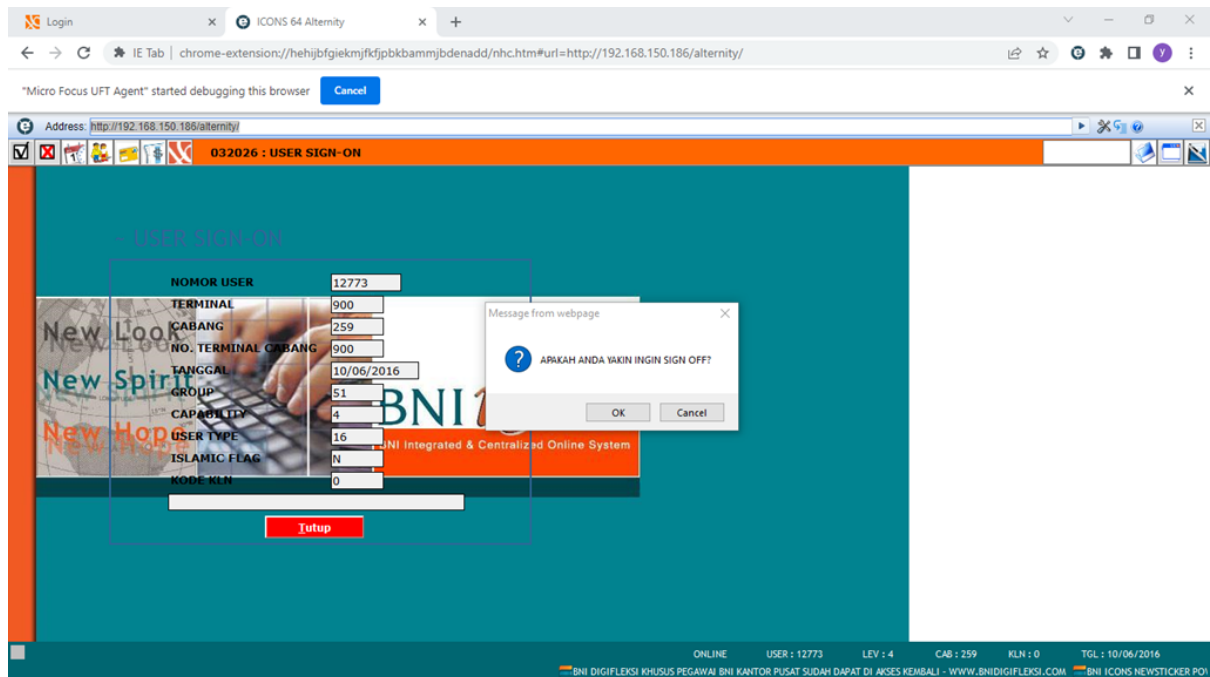 Login
ICONS 64 Alternity
IE Tab | chrome-extension://hehijbfgiekmjfkfjpbkbammjbdenadd/nhc.htm#url=http://192.168.150.186/alternity/
"Micro Focus UFT Agent" started debugging this browser Cancel
Address: http://192.168.150.186/alternity/
032026 : USER SIGN-ON
- USER SIGN-ON
NOMOR USER 12773
TERMINAL 900
CABANG 259
NO. TERMINAL CABANG 900
TANGGAL 10/06/2016
GROUP 51
CAPABILITY 4
USER TYPE 16
ISLAMIC FLAG N
KODE KLN 0
Tutup
New Look
New Spirit
New Hope
BNI
BNI Integrated & Centralized Online System
Message from webpage
APAKAH ANDA YAKIN INGIN SIGN OFF?
OK Cancel
ONLINE USER : 12773 LEV : 4 CAB : 259 KLN : 0 TGL : 10/06/2016
BNI DIGIFLEKSI KHUSUS PEGAWAI BNI KANTOR PUSAT SUDAH DAPAT DI AKSES KEMBALI - WWW.BNIDIGIFLEKSI.COM BNI ICONS NEWSTICKER POW